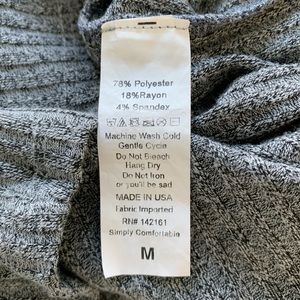 78% Polyester
18%Rayon
4% Spandex
Machine Wash Cold
Gentle Cycle
Do Not Bleach
Hang Dry
Do Not Iron
or you'll be sad
MADE IN USA
Fabric Imported
RN# 142161
Simply Comfortable
M